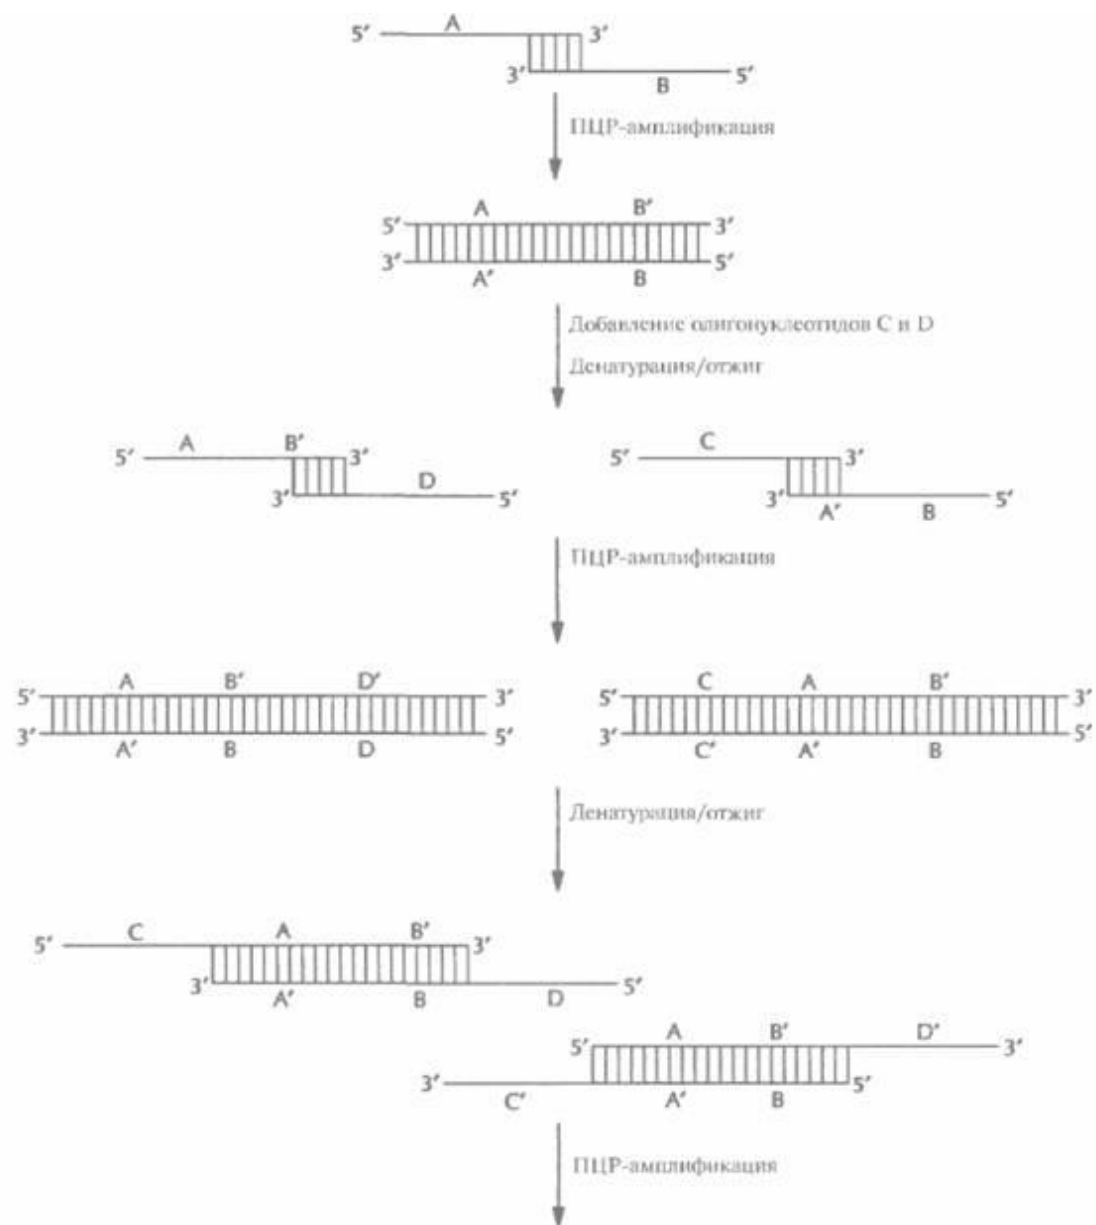 5′ A 3′
3′ B 5′
ПЦР-амплификация
5′ A B′ 3′
3′ A′ B 5′
Добавление олигонуклеотидов C и D
Денатурация/отжиг
5′ A B′ 3′
3′ D 5′
5′ C 3′
3′ A′ B 5′
ПЦР-амплификация
5′ A B′ D′ 3′
3′ A′ B D 5′
5′ C A B′ 3′
3′ C′ A′ B 5′
Денатурация/отжиг
5′ C A B′ 3′
3′ A′ B D 5′
5′ A B′ D′ 3′
3′ C′ A′ B 5′
ПЦР-амплификация